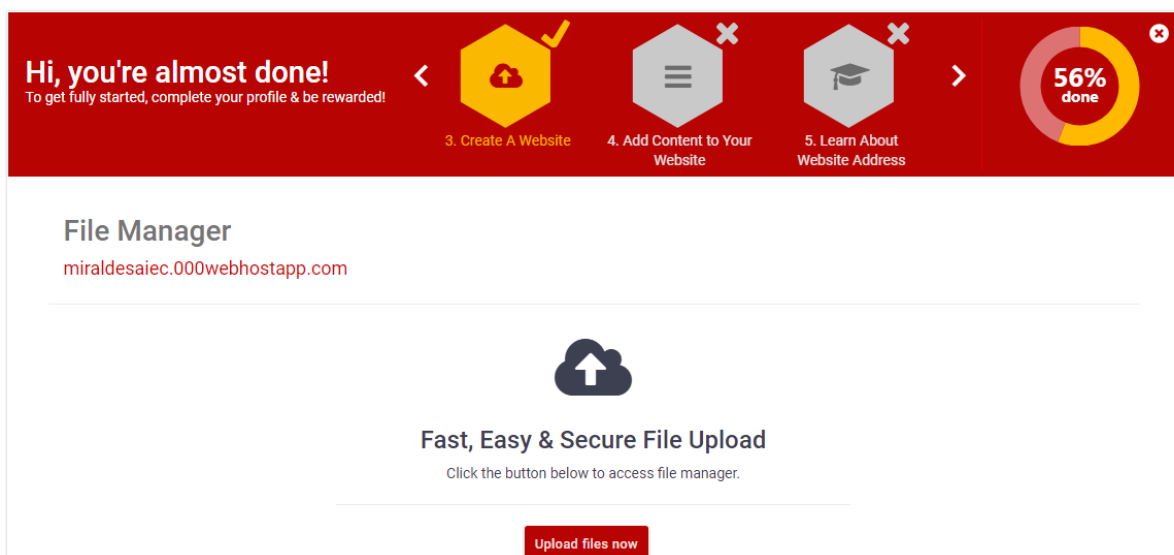 Hi, you're almost done!
To get fully started, complete your profile & be rewarded!
3. Create A Website
4. Add Content to Your
Website
5. Learn About
Website Address
56%
done
File Manager
miraldesaiec.000webhostapp.com
Fast, Easy & Secure File Upload
Click the button below to access file manager.
Upload files now